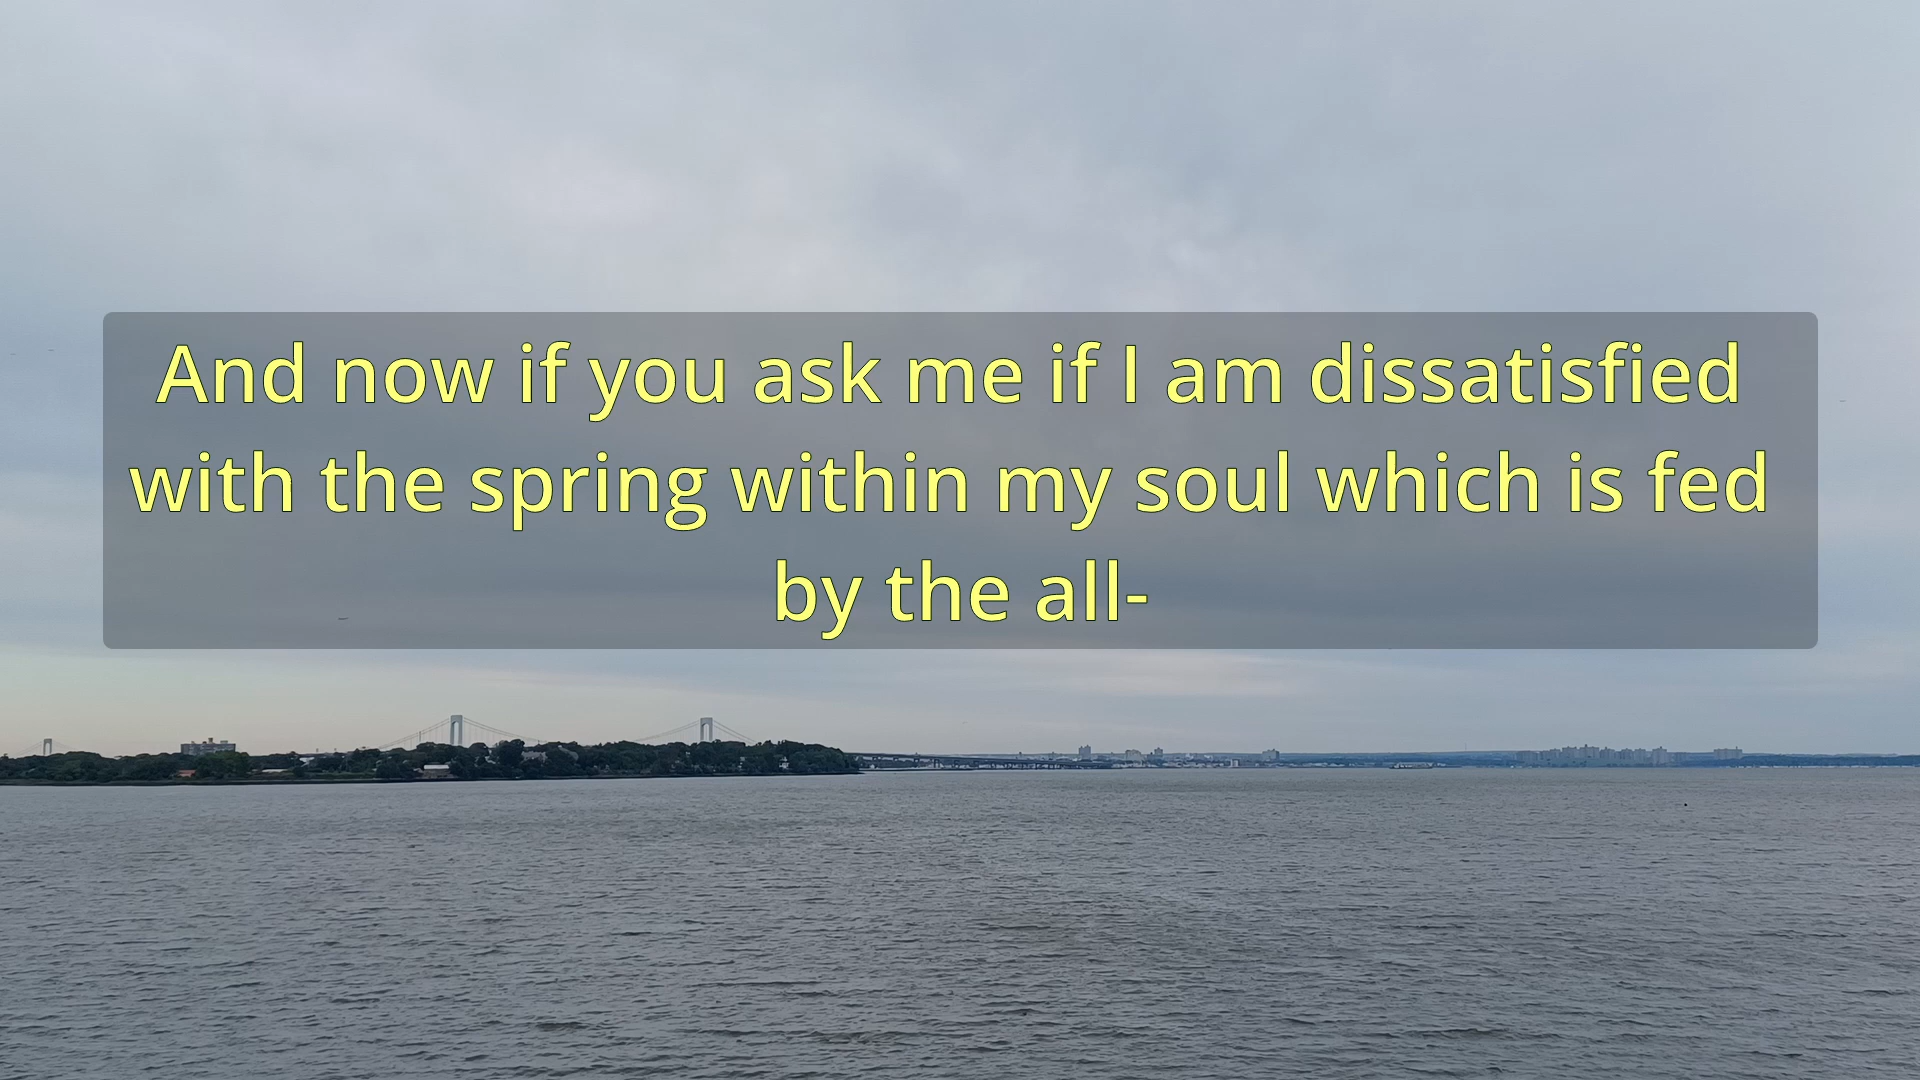 And now if you ask me if I am dissatisfied
with the spring within my soul which is fed
by the all-